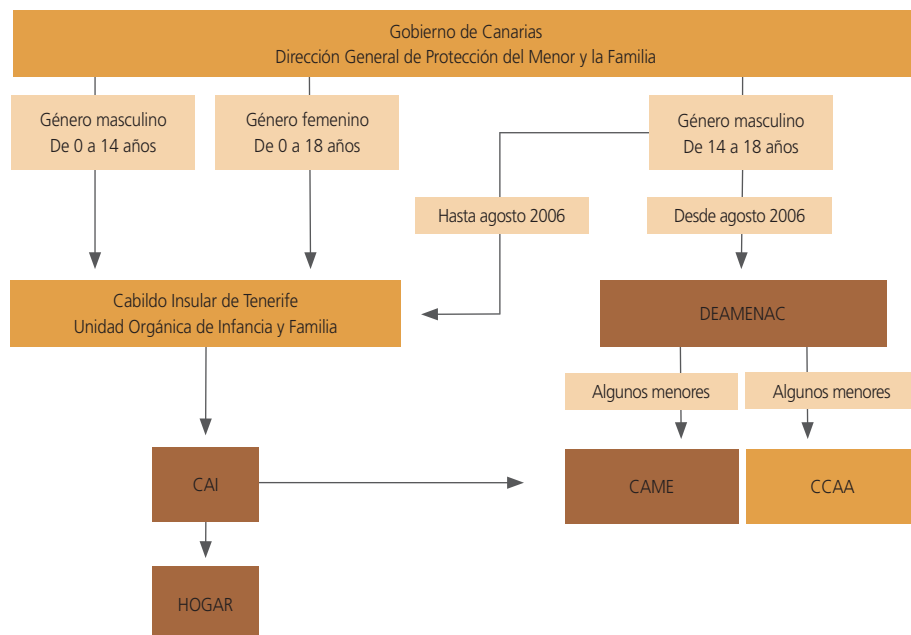 Gobierno de Canarias
Dirección General de Protección del Menor y la Familia
Género masculino
De 0 a 14 años
Género femenino
De 0 a 18 años
Género masculino
De 14 a 18 años
Hasta agosto 2006
Desde agosto 2006
Cabildo Insular de Tenerife
Unidad Orgánica de Infancia y Familia
DEAMENAC
Algunos menores
Algunos menores
CAI
CAME
CCAA
HOGAR